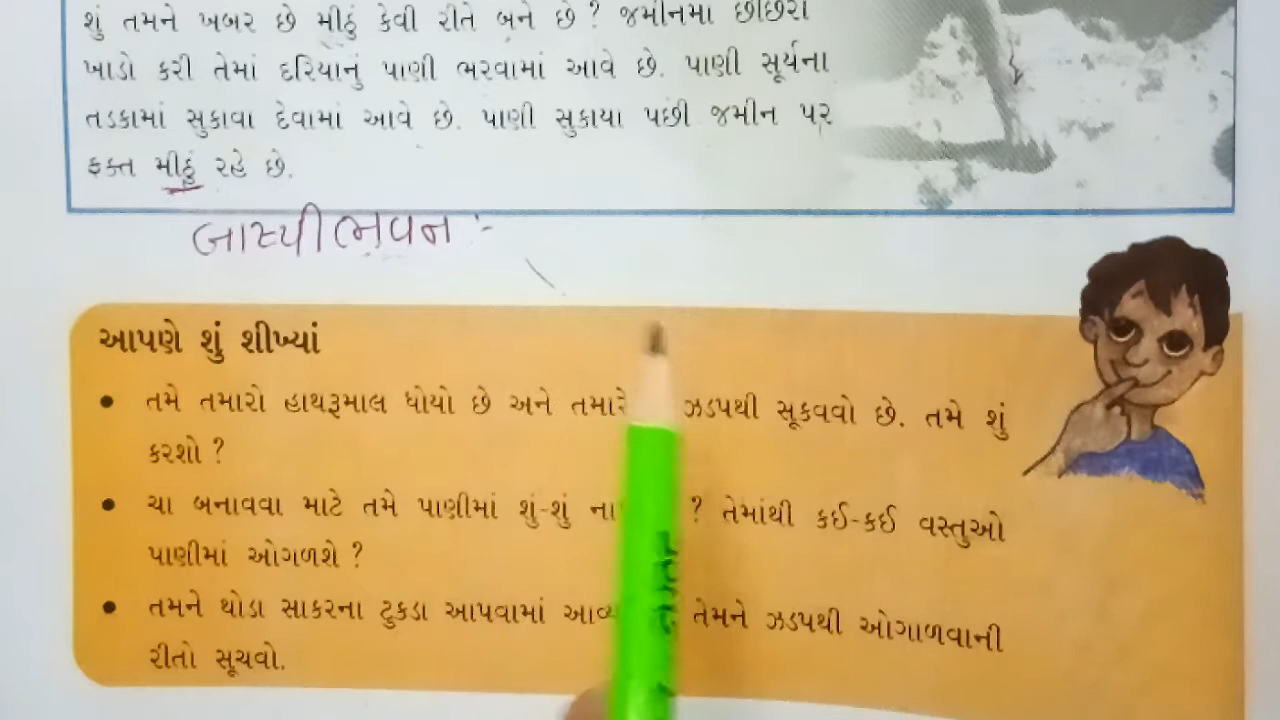 શું તમને ખબર છે મીઠું કેવી રીતે બને છે ? જમીનમા છીછરો
ખાડો કરી તેમાં દરિયાનું પાણી ભરવામાં આવે છે. પાણી સૂર્યના
તડકામાં સુકાવા દેવામાં આવે છે. પાણી સુકાયા પછી જમીન પર
ફક્ત મીઠું રહે છે.
બાષ્પીભવન :-
આપણે શું શીખ્યાં
• તમે તમારો હાથરૂમાલ ધોયો છે અને તમારે ઝડપથી સૂકવવો છે. તમે શું
કરશો ?
• ચા બનાવવા માટે તમે પાણીમાં શું-શું ? તેમાંથી કઈ-કઈ વસ્તુઓ
પાણીમાં ઓગળશે ?
• તમને થોડા સાકરના ટુકડા આપવામાં તેમને ઝડપથી ઓગાળવાની
રીતો સૂચવો.